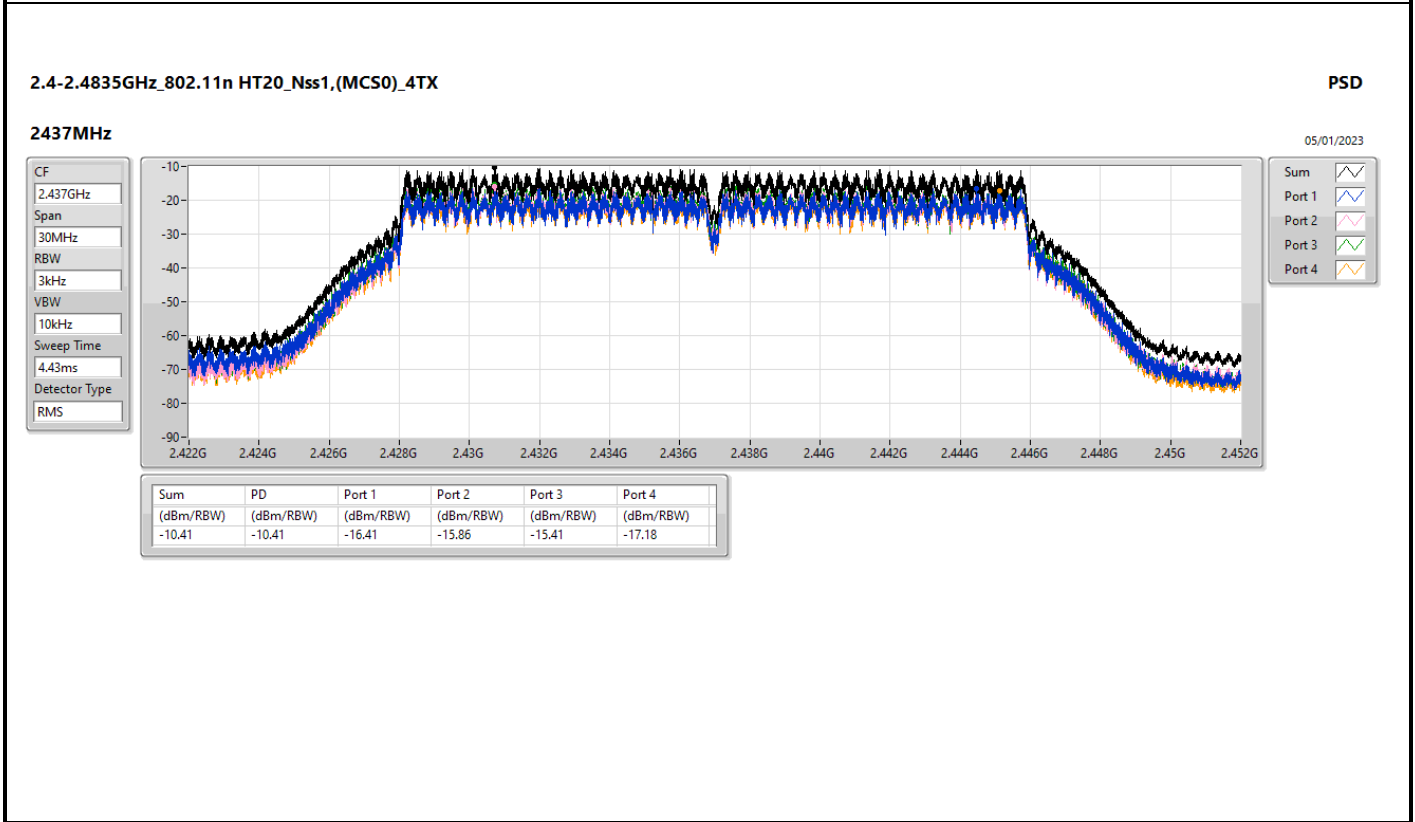 2.4-2.4835GHz_802.11n HT20_Nss1,(MCS0)_4TX PSD
2437MHz
05/01/2023
CF
2.437GHz
Span
30MHz
RBW
3kHz
VBW
10kHz
Sweep Time
4.43ms
Detector Type
RMS
-10
-20
-30
-40
-50
-60
-70
-80
-90
2.422G 2.424G 2.426G 2.428G 2.43G 2.432G 2.434G 2.436G 2.438G 2.44G 2.442G 2.444G 2.446G 2.448G 2.45G 2.452G
Sum
Port 1
Port 2
Port 3
Port 4
Sum PD Port 1 Port 2 Port 3 Port 4
(dBm/RBW) (dBm/RBW) (dBm/RBW) (dBm/RBW) (dBm/RBW) (dBm/RBW)
-10.41 -10.41 -16.41 -15.86 -15.41 -17.18